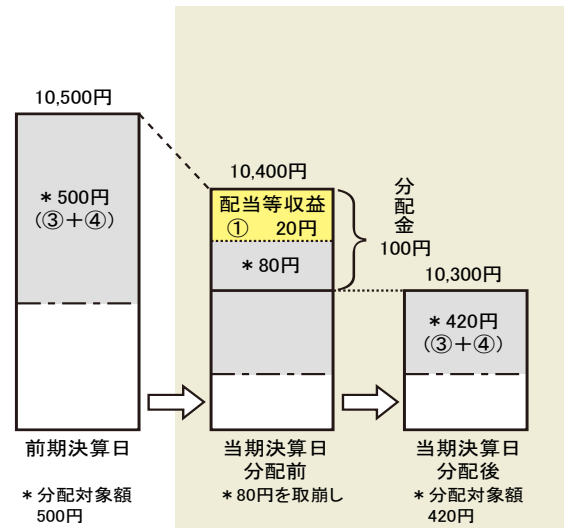 10,500円
＊500円
(③＋④)
前期決算日
＊分配対象額
500円
10,400円
配当等収益
① 20円
＊80円
分配金
100円
当期決算日
分配前
＊80円を取崩し
10,300円
＊420円
(③＋④)
当期決算日
分配後
＊分配対象額
420円